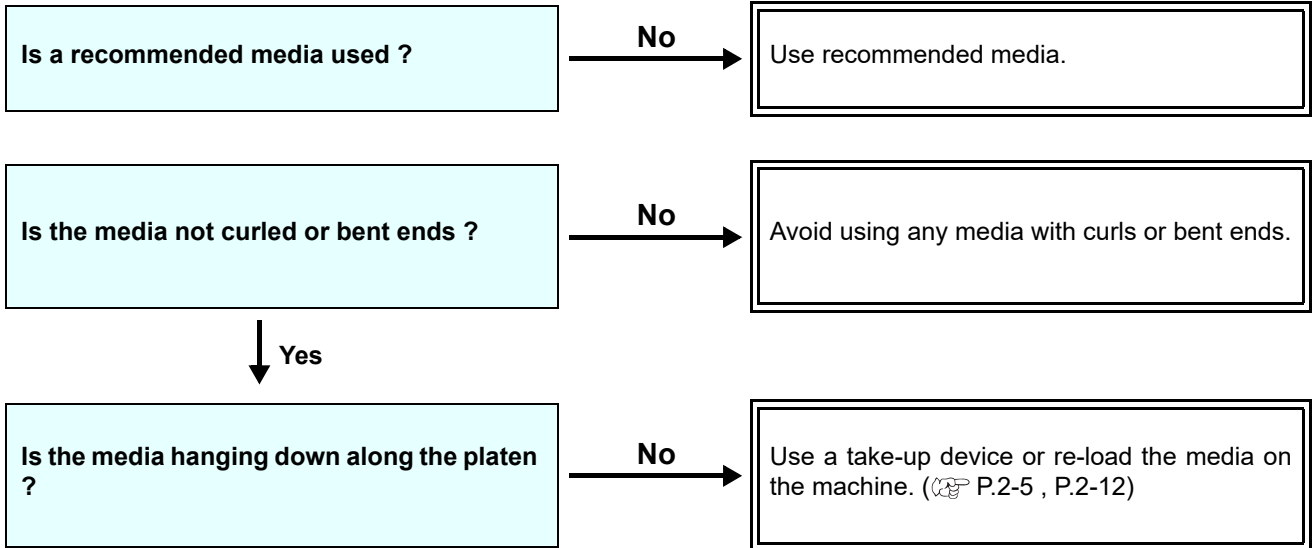 Is a recommended media used ?
No
Use recommended media.
Is the media not curled or bent ends ?
No
Avoid using any media with curls or bent ends.
Yes
Is the media hanging down along the platen
?
No
Use a take-up device or re-load the media on
the machine. (☞ P.2-5 , P.2-12)